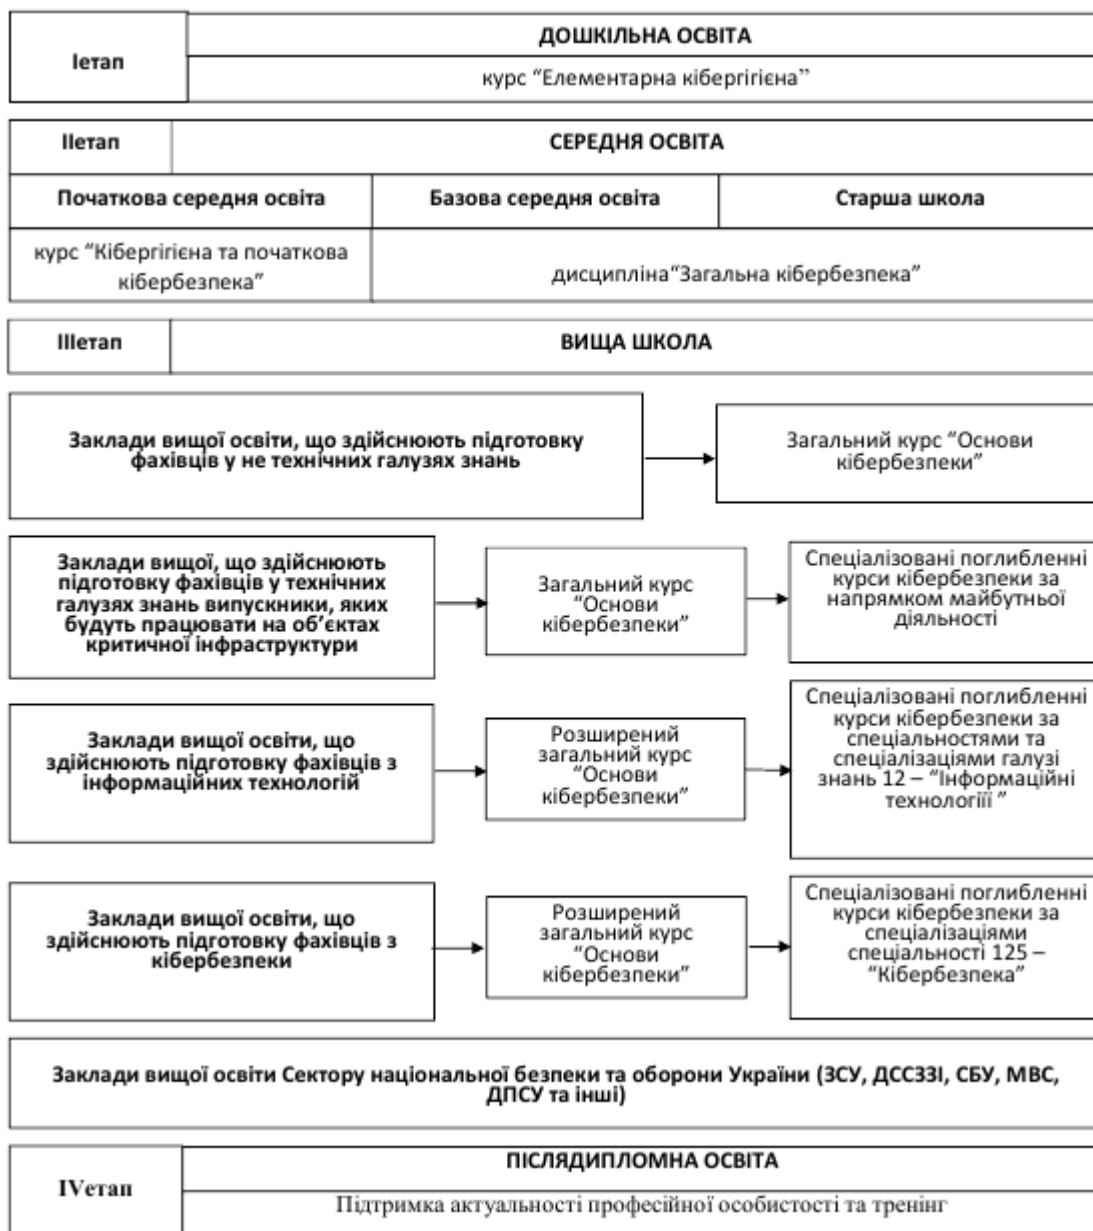 Іетап
ДОШКІЛЬНА ОСВІТА
курс “Елементарна кібергігієна”
ІІетап
СЕРЕДНЯ ОСВІТА
Початкова середня освіта
Базова середня освіта
Старша школа
курс “Кібергігієна та початкова
кібербезпека”
дисципліна“Загальна кібербезпека”
ІІІетап
ВИЩА ШКОЛА
Заклади вищої освіти, що здійснюють підготовку
фахівців у не технічних галузях знань
Загальний курс “Основи
кібербезпеки”
Заклади вищої, що здійснюють
підготовку фахівців у технічних
галузях знань випускники, яких
будуть працювати на об’єктах
критичної інфраструктури
Загальний курс
“Основи
кібербезпеки”
Спеціалізовані поглибленні
курси кібербезпеки за
напрямком майбутньої
діяльності
Заклади вищої освіти, що
здійснюють підготовку фахівців з
інформаційних технологій
Розширений
загальний курс
“Основи
кібербезпеки”
Спеціалізовані поглибленні
курси кібербезпеки за
спеціальностями та
спеціалізаціями галузі
знань 12 – “Інформаційні
технологіїі ”
Заклади вищої освіти, що
здійснюють підготовку фахівців з
кібербезпеки
Розширений
загальний курс
“Основи
кібербезпеки”
Спеціалізовані поглибленні
курси кібербезпеки за
спеціалізаціями
спеціальності 125 –
“Кібербезпека”
Заклади вищої освіти Сектору національної безпеки та оборони України (ЗСУ, ДССЗЗІ, СБУ, МВС,
ДПСУ та інші)
IVетап
ПІСЛЯДИПЛОМНА ОСВІТА
Підтримка актуальності професійної особистості та тренінг